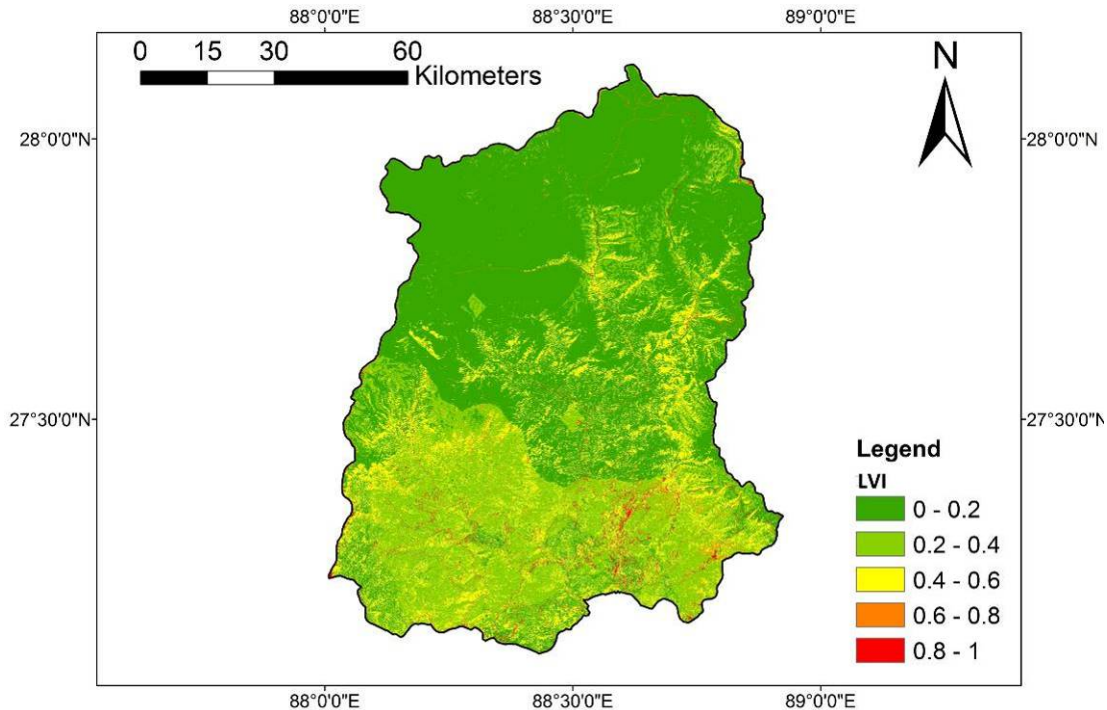 88°0'0"E 88°30'0"E 89°0'0"E
0 15 30 60
Kilometers
N
28°0'0"N 28°0'0"N
27°30'0"N 27°30'0"N
Legend
LVI
0 - 0.2
0.2 - 0.4
0.4 - 0.6
0.6 - 0.8
0.8 - 1
88°0'0"E 88°30'0"E 89°0'0"E